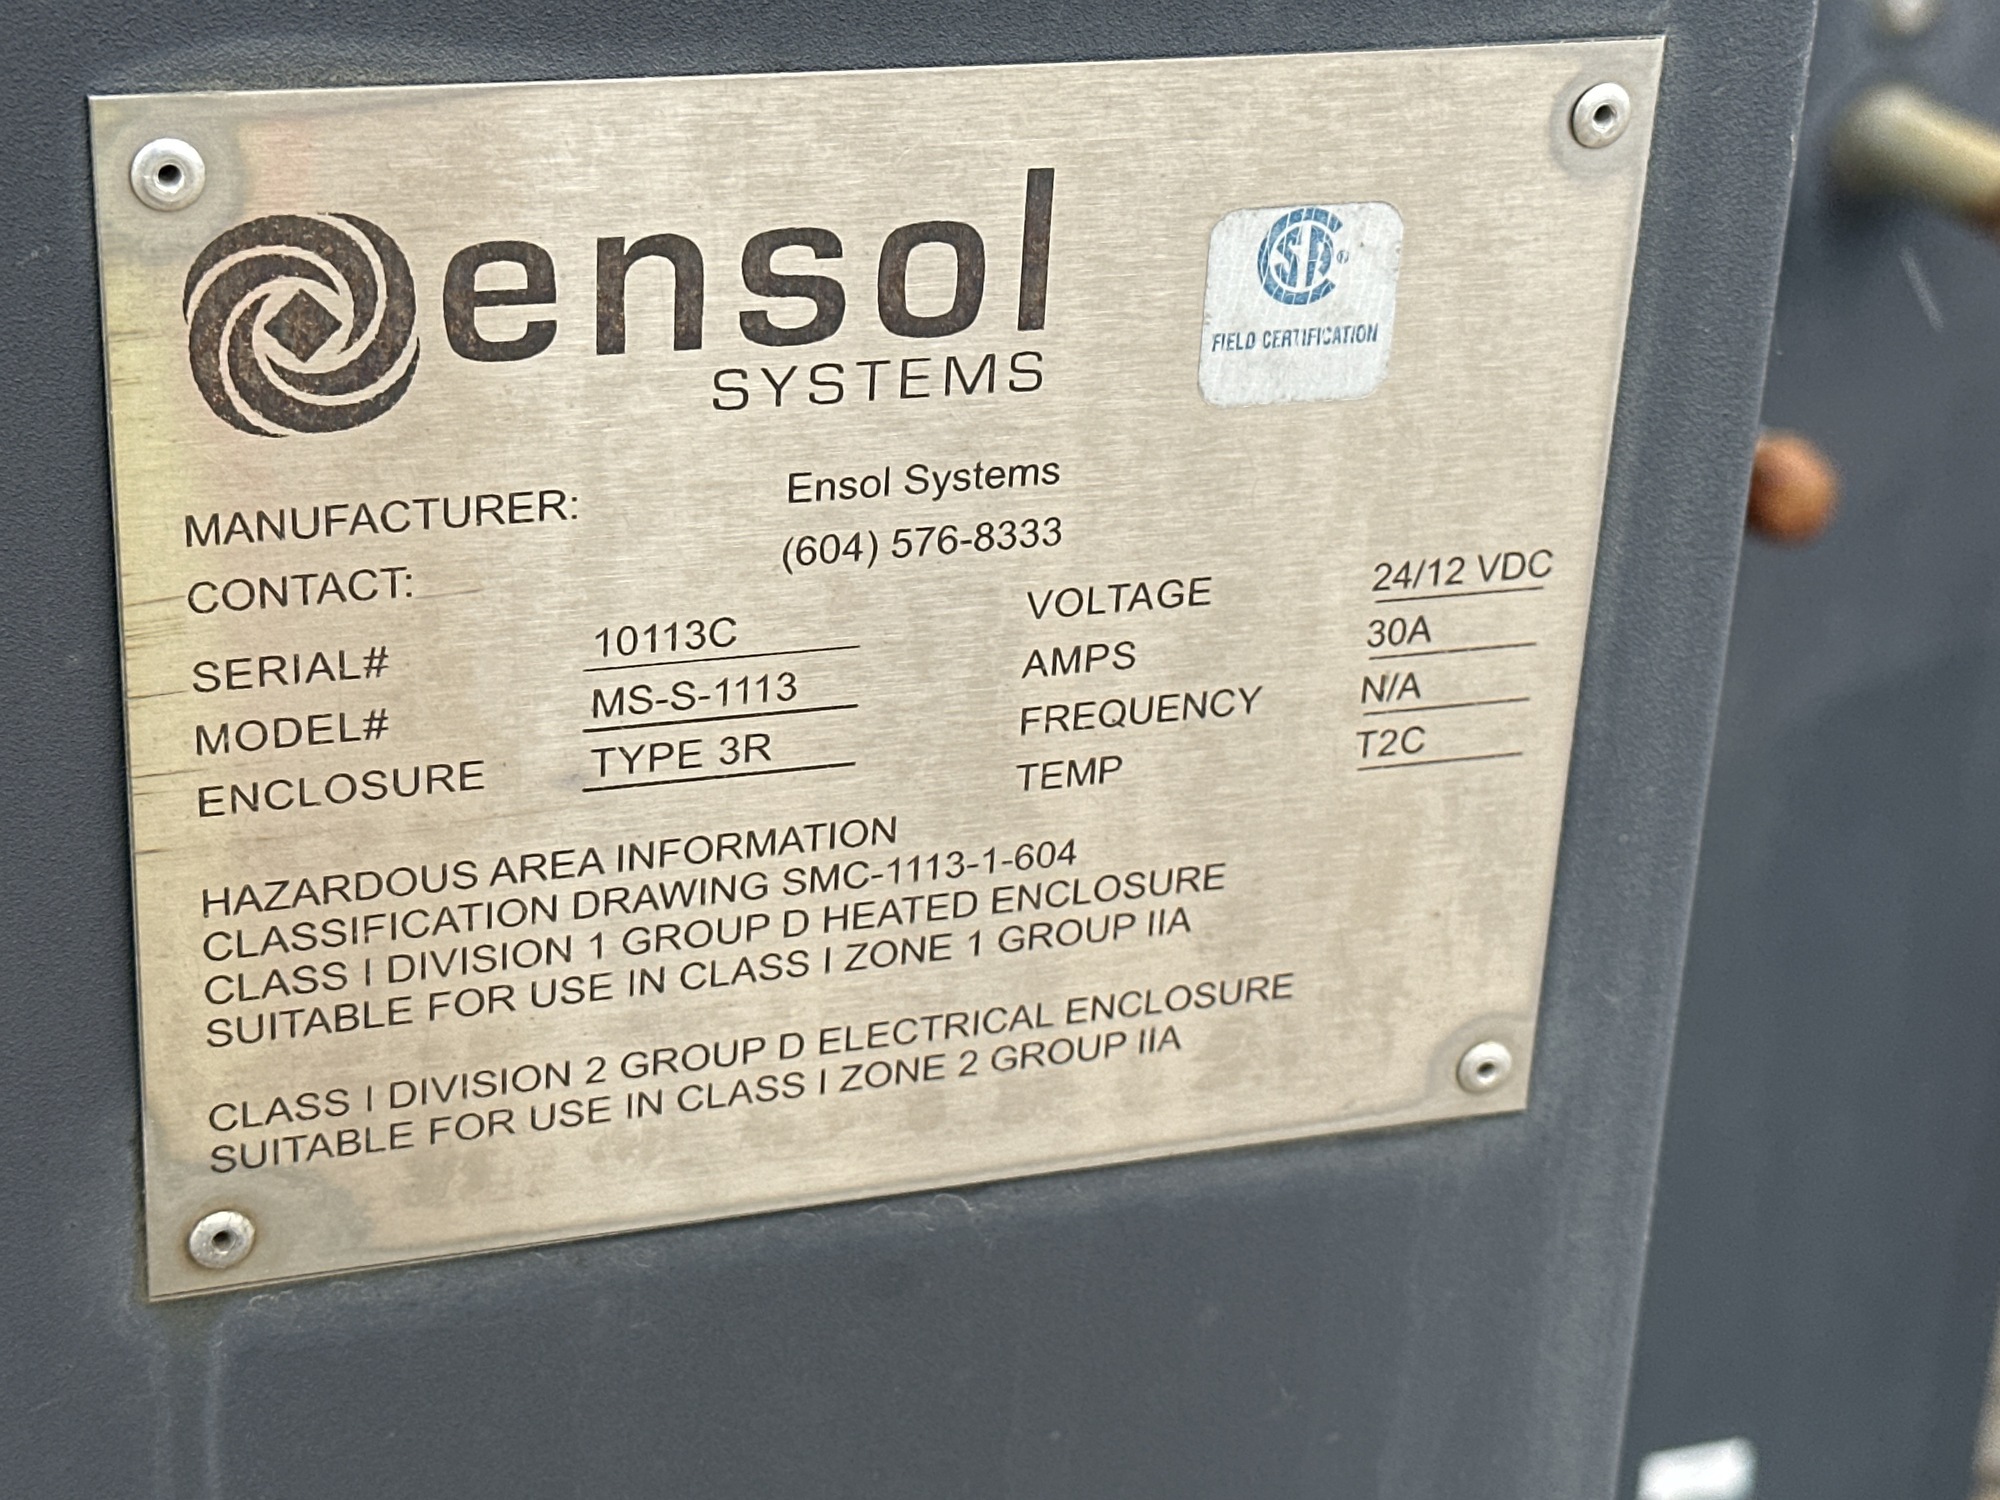 ensol
SYSTEMS
CSA®
FIELD CERTIFICATION
MANUFACTURER: Ensol Systems
CONTACT: (604) 576-8333
SERIAL# 10113C
MODEL# MS-S-1113
ENCLOSURE TYPE 3R
VOLTAGE 24/12 VDC
AMPS 30A
FREQUENCY N/A
TEMP T2C
HAZARDOUS AREA INFORMATION
CLASSIFICATION DRAWING SMC-1113-1-604
CLASS I DIVISION 1 GROUP D HEATED ENCLOSURE
SUITABLE FOR USE IN CLASS I ZONE 1 GROUP IIA
CLASS I DIVISION 2 GROUP D ELECTRICAL ENCLOSURE
SUITABLE FOR USE IN CLASS I ZONE 2 GROUP IIA